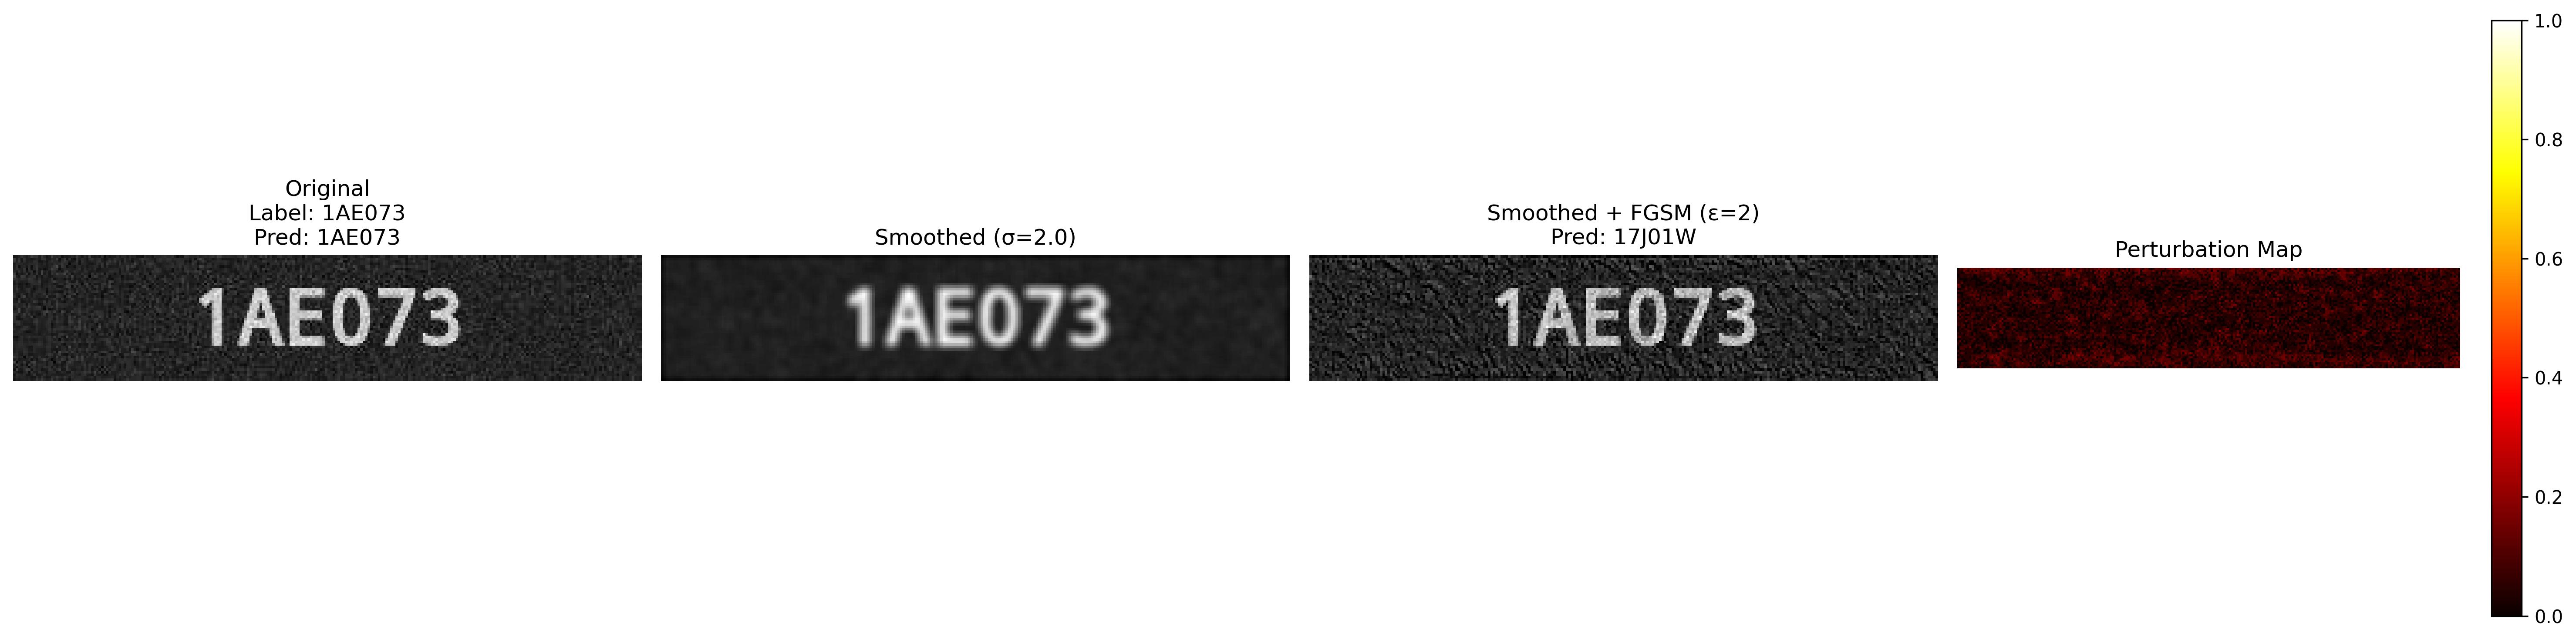 Original
Label: 1AE073
Pred: 1AE073
1AE073
Smoothed (σ=2.0)
1AE073
Smoothed + FGSM (ε=2)
Pred: 17J01W
1AE073
Perturbation Map
1.0
0.8
0.6
0.4
0.2
0.0